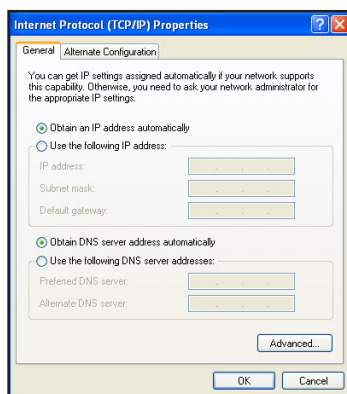 Internet Protocol (TCP/IP) Properties
General Alternate Configuration
You can get IP settings assigned automatically if your network supports
this capability. Otherwise, you need to ask your network administrator for
the appropriate IP settings.
Obtain an IP address automatically
Use the following IP address:
IP address:
Subnet mask:
Default gateway:
Obtain DNS server address automatically
Use the following DNS server addresses:
Preferred DNS server:
Alternate DNS server:
Advanced...
OK Cancel